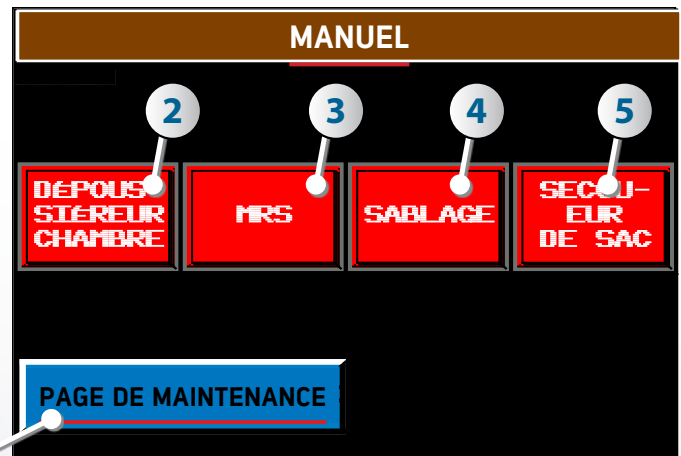 MANUEL
2
3
4
5
DÉPOUS-
SIÉREUR
CHAMBRE
MRS
SABLAGE
SECOU-
EUR
DE SAC
PAGE DE MAINTENANCE